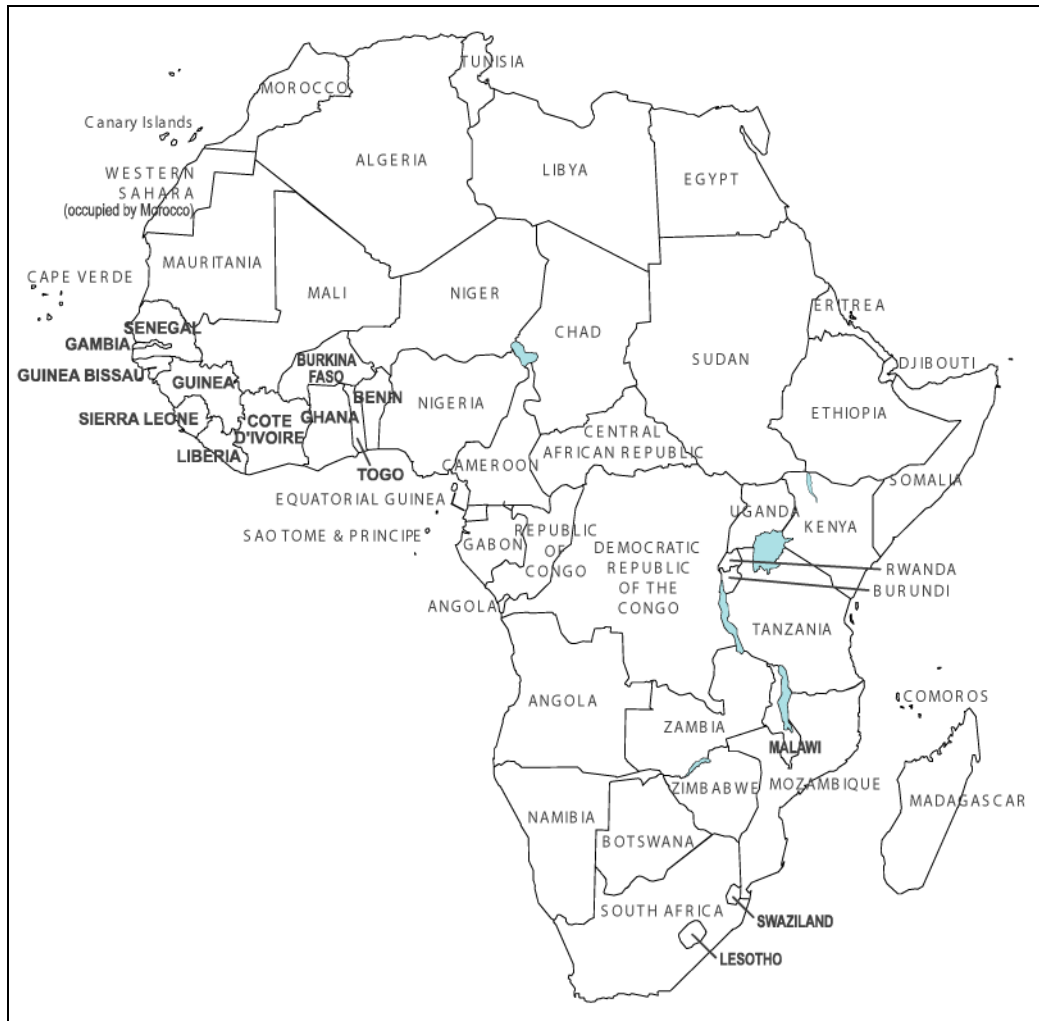 TUNISIA
MOROCCO
Canary Islands
ALGERIA
LIBYA
EGYPT
WESTERN
SAHARA
(occupied by Morocco)
MAURITANIA
CAPE VERDE
MALI
NIGER
CHAD
SUDAN
ERITREA
SENEGAL
GAMBIA
GUINEA BISSAU
GUINEA
BURKINA
FASO
BENIN
NIGERIA
DJIBOUTI
ETHIOPIA
SIERRA LEONE
COTE
D'IVOIRE
GHANA
LIBERIA
TOGO
CAMEROON
CENTRAL
AFRICAN REPUBLIC
SOMALIA
EQUATORIAL GUINEA
SAO TOME & PRINCIPE
GABON
REPUBLIC
OF
CONGO
DEMOCRATIC
REPUBLIC
OF THE
CONGO
UGANDA
KENYA
RWANDA
BURUNDI
ANGOLA
TANZANIA
ANGOLA
ZAMBIA
MALAWI
COMOROS
MOZAMBIQUE
ZIMBABWE
MADAGASCAR
NAMIBIA
BOTSWANA
SOUTH AFRICA
SWAZILAND
LESOTHO